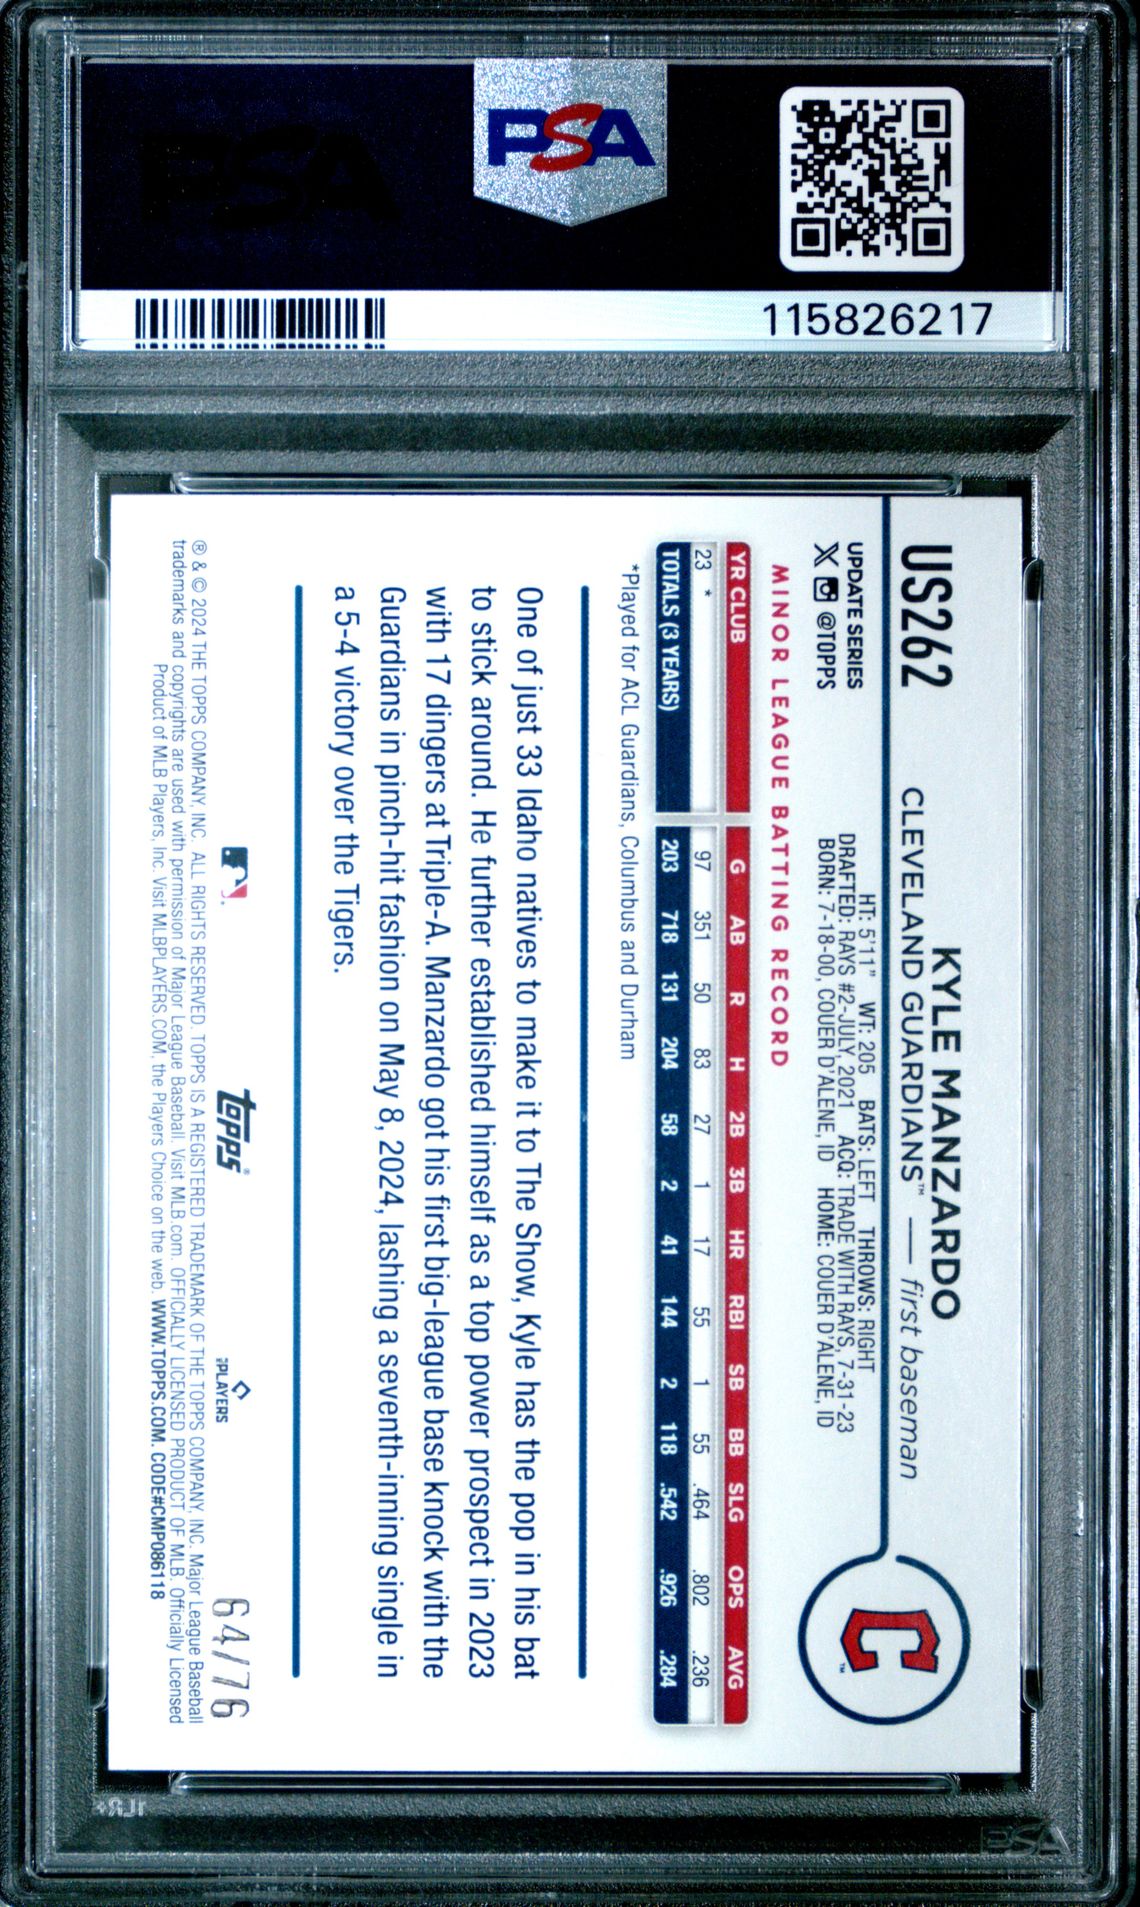 PSA
PSA
115826217
US262
KYLE MANZARDO
CLEVELAND GUARDIANS™ — first baseman
C
™
UPDATE SERIES
X @TOPPS
HT: 5'11" WT: 205 BATS: LEFT THROWS: RIGHT
DRAFTED: RAYS #2-JULY, 2021 ACQ: TRADE WITH RAYS, 7-31-23
BORN: 7-18-00, COUER D'ALENE, ID HOME: COUER D'ALENE, ID
MINOR LEAGUE BATTING RECORD
YR CLUB G AB R H 2B 3B HR RBI SB BB SLG OPS AVG
23 * 97 351 50 83 27 1 17 55 1 55 .464 .802 .236
TOTALS (3 YEARS) 203 718 131 204 58 2 41 144 2 118 .542 .926 .284
*Played for ACL Guardians, Columbus and Durham
One of just 33 Idaho natives to make it to The Show, Kyle has the pop in his bat
to stick around. He further established himself as a top power prospect in 2023
with 17 dingers at Triple-A. Manzardo got his first big-league base knock with the
Guardians in pinch-hit fashion on May 8, 2024, lashing a seventh-inning single in
a 5-4 victory over the Tigers.
topps®
PLAYERS
64/76
® & © 2024 THE TOPPS COMPANY, INC. ALL RIGHTS RESERVED. TOPPS IS A REGISTERED TRADEMARK OF THE TOPPS COMPANY, INC. Major League Baseball
trademarks and copyrights are used with permission of Major League Baseball. Visit MLB.com. OFFICIALLY LICENSED PRODUCT OF MLB. Officially Licensed
Product of MLB Players, Inc. Visit MLBPLAYERS.COM, the Players Choice on the web. WWW.TOPPS.COM. CODE#CMP086118
PSA